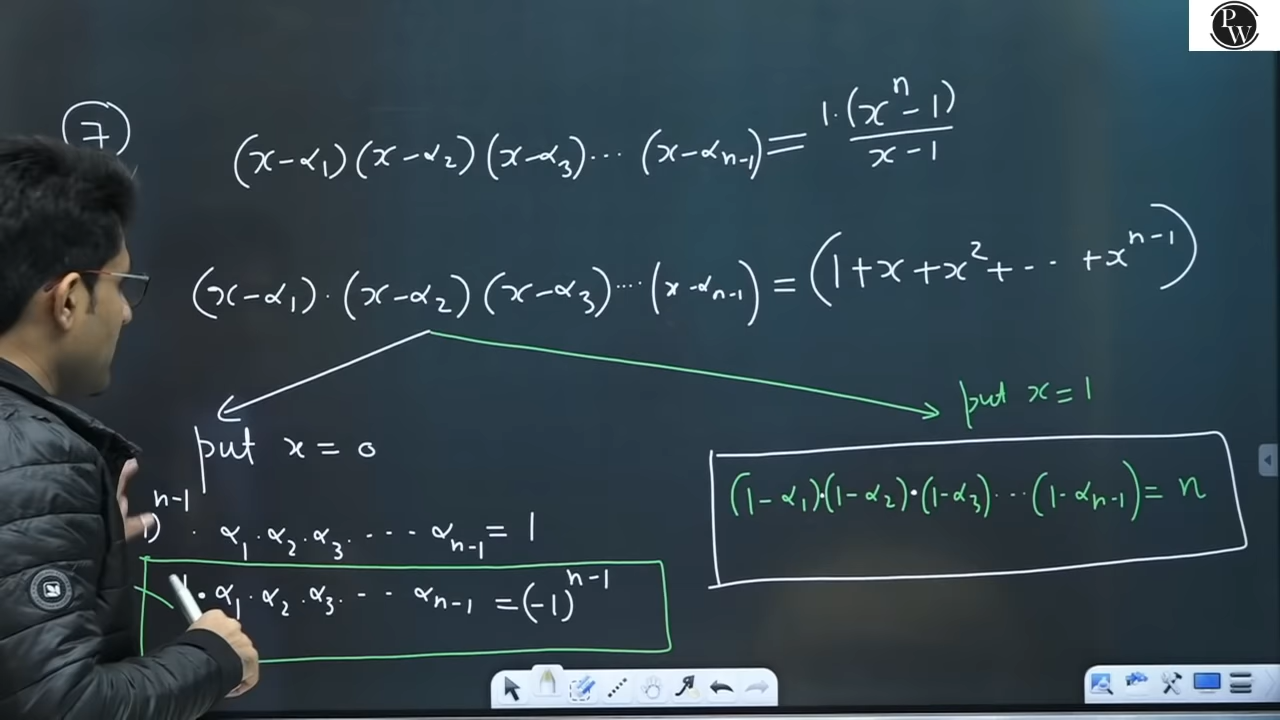 PW
7
(x-α₁)(x-α₂)(x-α₃)... (x-αₙ₋₁) = 1.(xⁿ-1)/x-1
(x-α₁).(x-α₂)(x-α₃)....(x-αₙ₋₁) = (1+x+x²+... +xⁿ⁻¹)
put x=1
put x = 0
(1-α₁).(1-α₂).(1-α₃)...(1-αₙ₋₁) = n
1)ⁿ⁻¹ . α₁.α₂.α₃. --- αₙ₋₁ = 1
.α₁.α₂.α₃. -- αₙ₋₁ = (-1)ⁿ⁻¹